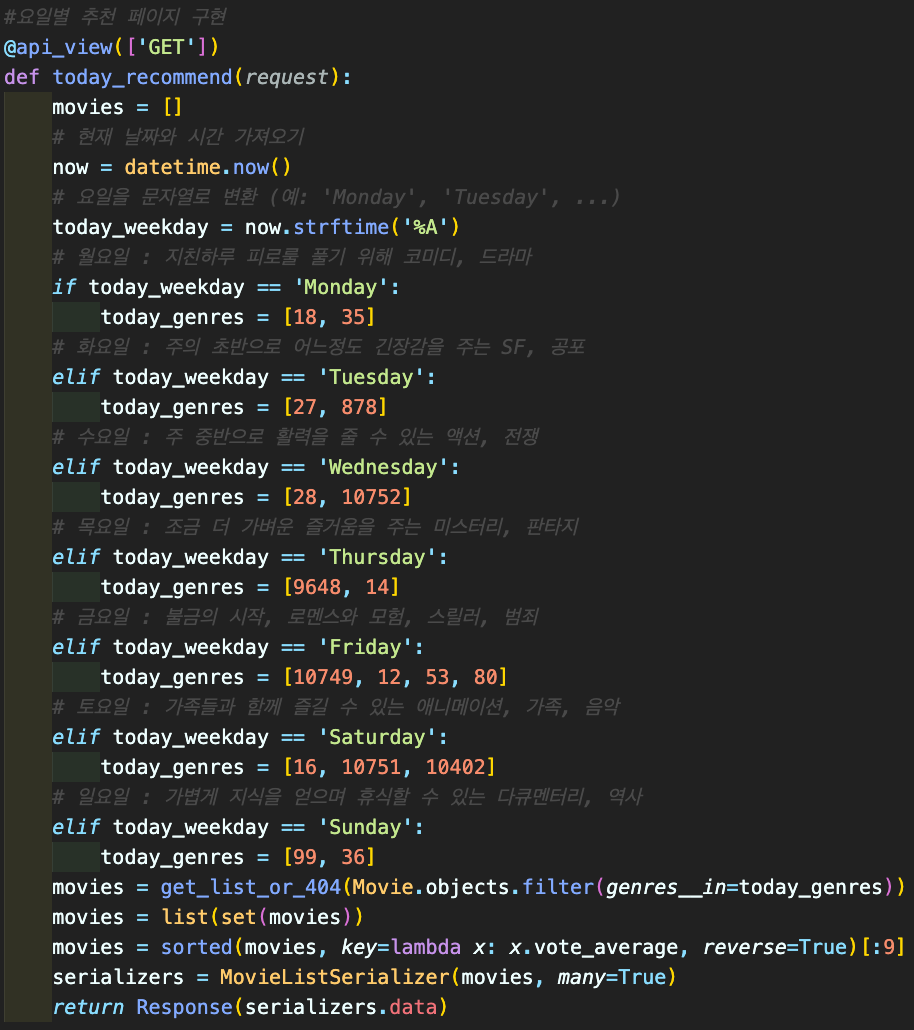 #요일별 추천 페이지 구현
@api_view(['GET'])
def today_recommend(request):
    movies = []
    # 현재 날짜와 시간 가져오기
    now = datetime.now()
    # 요일을 문자열로 변환 (예: 'Monday', 'Tuesday', ...)
    today_weekday = now.strftime('%A')
    # 월요일 : 지친하루 피로룰 풀기 위해 코미디, 드라마
    if today_weekday == 'Monday':
        today_genres = [18, 35]
    # 화요일 : 주의 초반으로 어느정도 긴장감을 주는 SF, 공포
    elif today_weekday == 'Tuesday':
        today_genres = [27, 878]
    # 수요일 : 주 중반으로 활력을 줄 수 있는 액션, 전쟁
    elif today_weekday == 'Wednesday':
        today_genres = [28, 10752]
    # 목요일 : 조금 더 가벼운 즐거움을 주는 미스터리, 판타지
    elif today_weekday == 'Thursday':
        today_genres = [9648, 14]
    # 금요일 : 불금의 시작, 로멘스와 모험, 스릴러, 범죄
    elif today_weekday == 'Friday':
        today_genres = [10749, 12, 53, 80]
    # 토요일 : 가족들과 함께 즐길 수 있는 애니메이션, 가족, 음악
    elif today_weekday == 'Saturday':
        today_genres = [16, 10751, 10402]
    # 일요일 : 가볍게 지식을 얻으며 휴식할 수 있는 다큐멘터리, 역사
    elif today_weekday == 'Sunday':
        today_genres = [99, 36]
    movies = get_list_or_404(Movie.objects.filter(genres__in=today_genres))
    movies = list(set(movies))
    movies = sorted(movies, key=lambda x: x.vote_average, reverse=True)[:9]
    serializers = MovieListSerializer(movies, many=True)
    return Response(serializers.data)